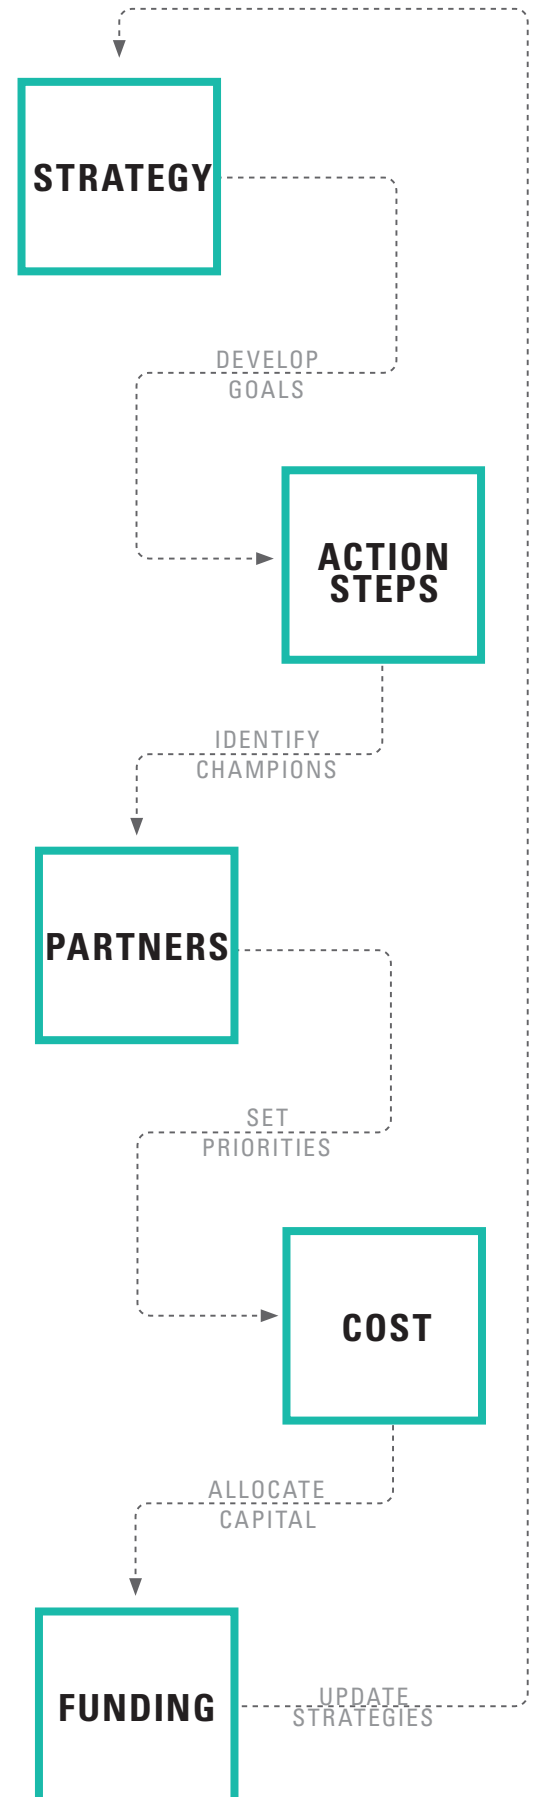 STRATEGY
DEVELOP
GOALS
ACTION
STEPS
IDENTIFY
CHAMPIONS
PARTNERS
SET
PRIORITIES
COST
ALLOCATE
CAPITAL
FUNDING
UPDATE
STRATEGIES